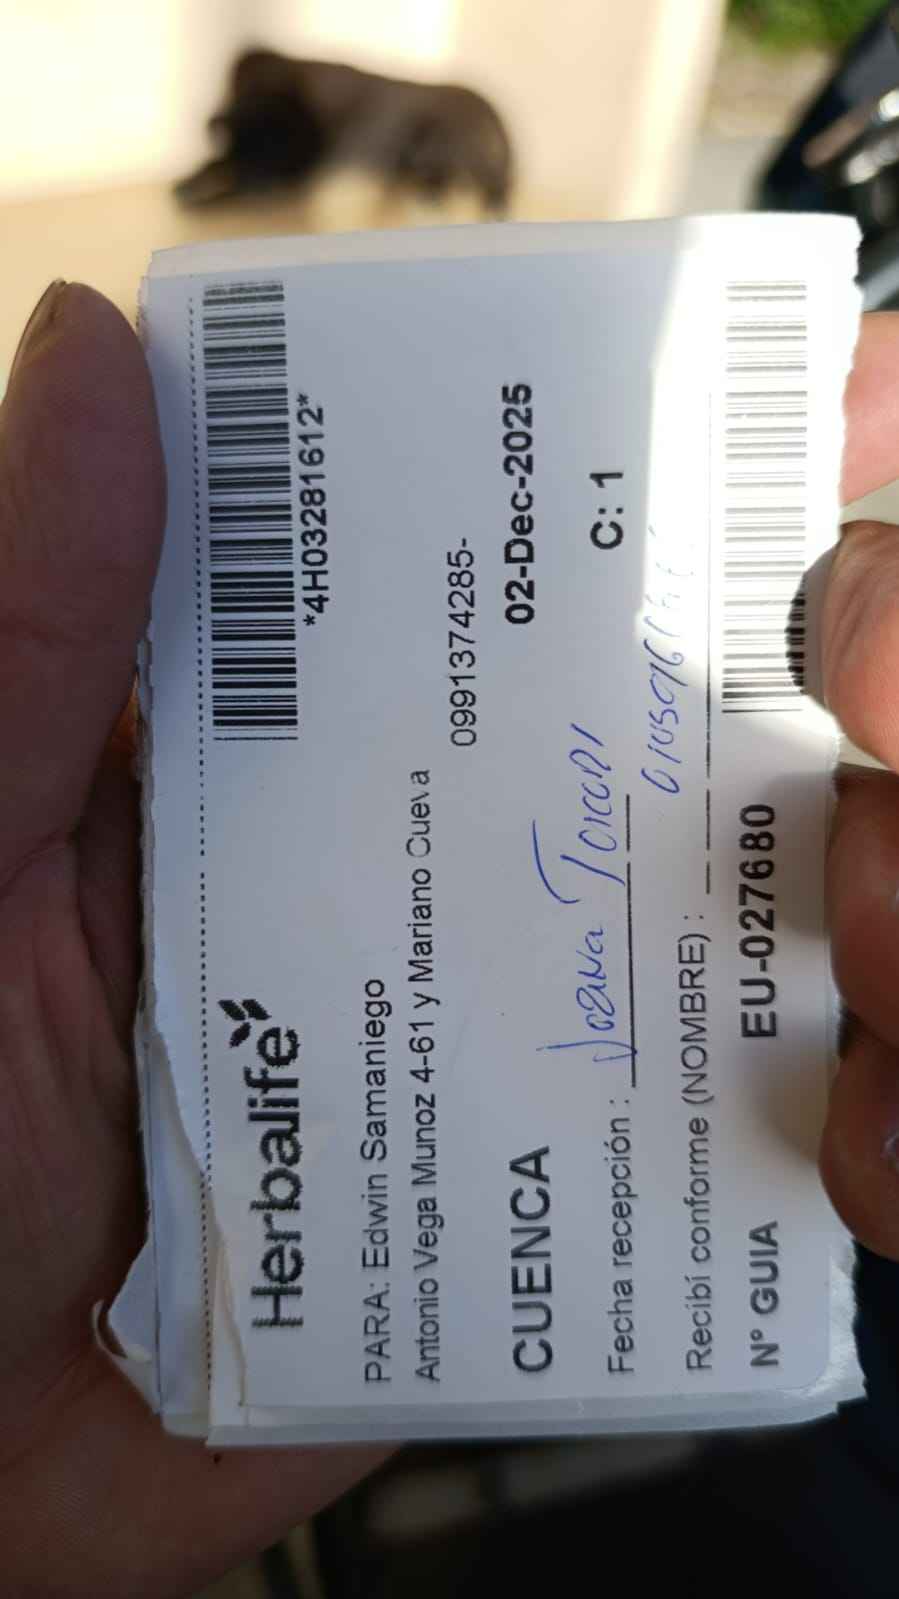 *4H03281612*
Herbalife
PARA: Edwin Samaniego
Antonio Vega Munoz 4-61 y Mariano Cueva
0991374285-
CUENCA 02-Dec-2025
Fecha recepción : C: 1
Recibí conforme (NOMBRE) :
Nº GUIA EU-027680